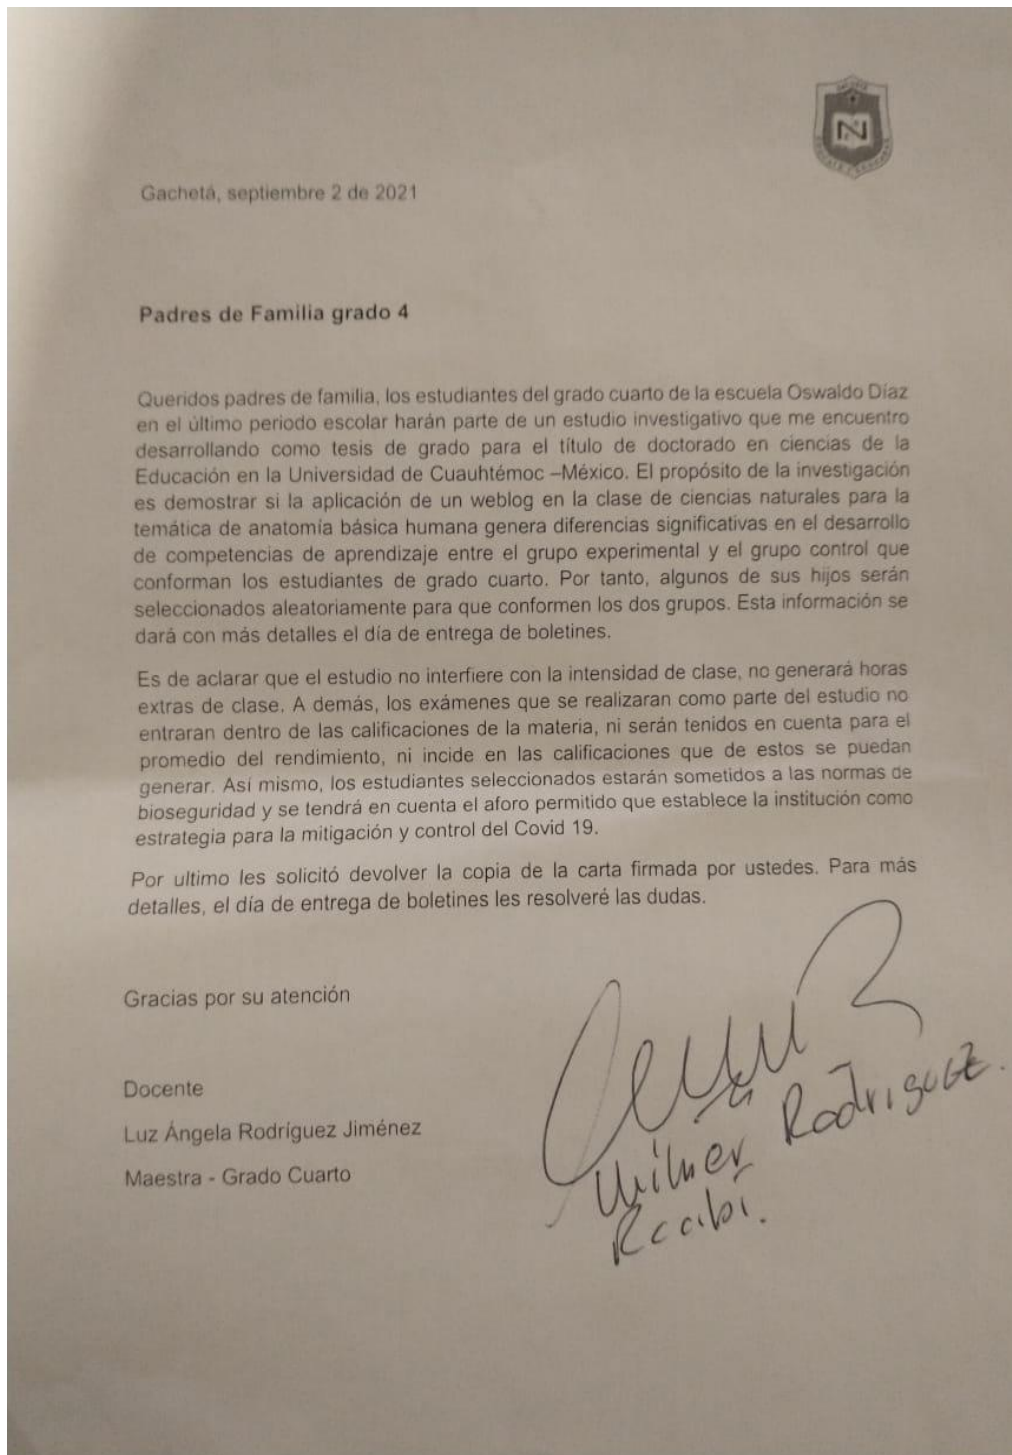 N
Gachetá, septiembre 2 de 2021
Padres de Familia grado 4
Queridos padres de familia, los estudiantes del grado cuarto de la escuela Oswaldo Díaz
en el último periodo escolar harán parte de un estudio investigativo que me encuentro
desarrollando como tesis de grado para el título de doctorado en ciencias de la
Educación en la Universidad de Cuauhtémoc –México. El propósito de la investigación
es demostrar si la aplicación de un weblog en la clase de ciencias naturales para la
temática de anatomía básica humana genera diferencias significativas en el desarrollo
de competencias de aprendizaje entre el grupo experimental y el grupo control que
conforman los estudiantes de grado cuarto. Por tanto, algunos de sus hijos serán
seleccionados aleatoriamente para que conformen los dos grupos. Esta información se
dará con más detalles el día de entrega de boletines.
Es de aclarar que el estudio no interfiere con la intensidad de clase, no generará horas
extras de clase. A demás, los exámenes que se realizaran como parte del estudio no
entraran dentro de las calificaciones de la materia, ni serán tenidos en cuenta para el
promedio del rendimiento, ni incide en las calificaciones que de estos se puedan
generar. Así mismo, los estudiantes seleccionados estarán sometidos a las normas de
bioseguridad y se tendrá en cuenta el aforo permitido que establece la institución como
estrategia para la mitigación y control del Covid 19.
Por ultimo les solicitó devolver la copia de la carta firmada por ustedes. Para más
detalles, el día de entrega de boletines les resolveré las dudas.
Gracias por su atención
Docente
Luz Ángela Rodríguez Jiménez
Maestra - Grado Cuarto
Wilmer Rodriguez.
Recibí.